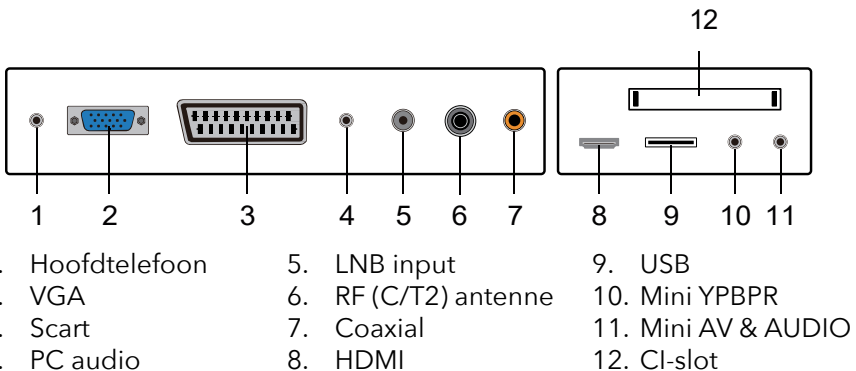 12
1 2 3 4 5 6 7 8 9 10 11
. Hoofdtelefoon
. VGA
. Scart
. PC audio
5. LNB input
6. RF (C/T2) antenne
7. Coaxial
8. HDMI
9. USB
10. Mini YPBPR
11. Mini AV & AUDIO
12. CI-slot